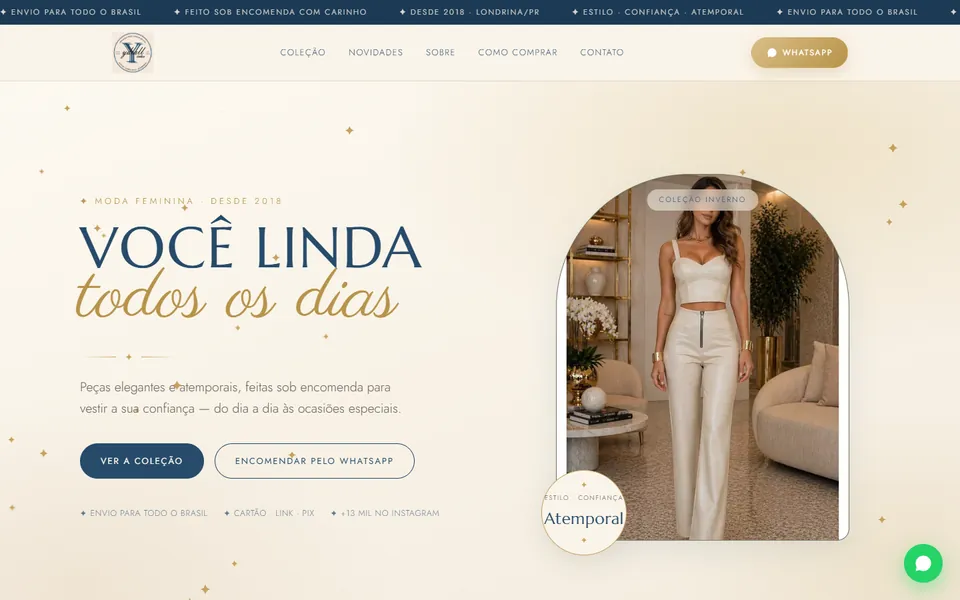 ✦ ENVIO PARA TODO O BRASIL ✦ FEITO SOB ENCOMENDA COM CARINHO ✦ DESDE 2018 · LONDRINA/PR ✦ ESTILO · CONFIANÇA · ATEMPORAL ✦ ENVIO PARA TODO O BRASIL ✦
COLEÇÃO NOVIDADES SOBRE COMO COMPRAR CONTATO WHATSAPP
✦ MODA FEMININA · DESDE 2018
VOCÊ LINDA
todos os dias
Peças elegantes e atemporais, feitas sob encomenda para
vestir a sua confiança — do dia a dia às ocasiões especiais.
VER A COLEÇÃO ENCOMENDAR PELO WHATSAPP
✦ ENVIO PARA TODO O BRASIL ✦ CARTÃO · LINK · PIX ✦ +13 MIL NO INSTAGRAM
COLEÇÃO INVERNO
ESTILO · CONFIANÇA
Atemporal